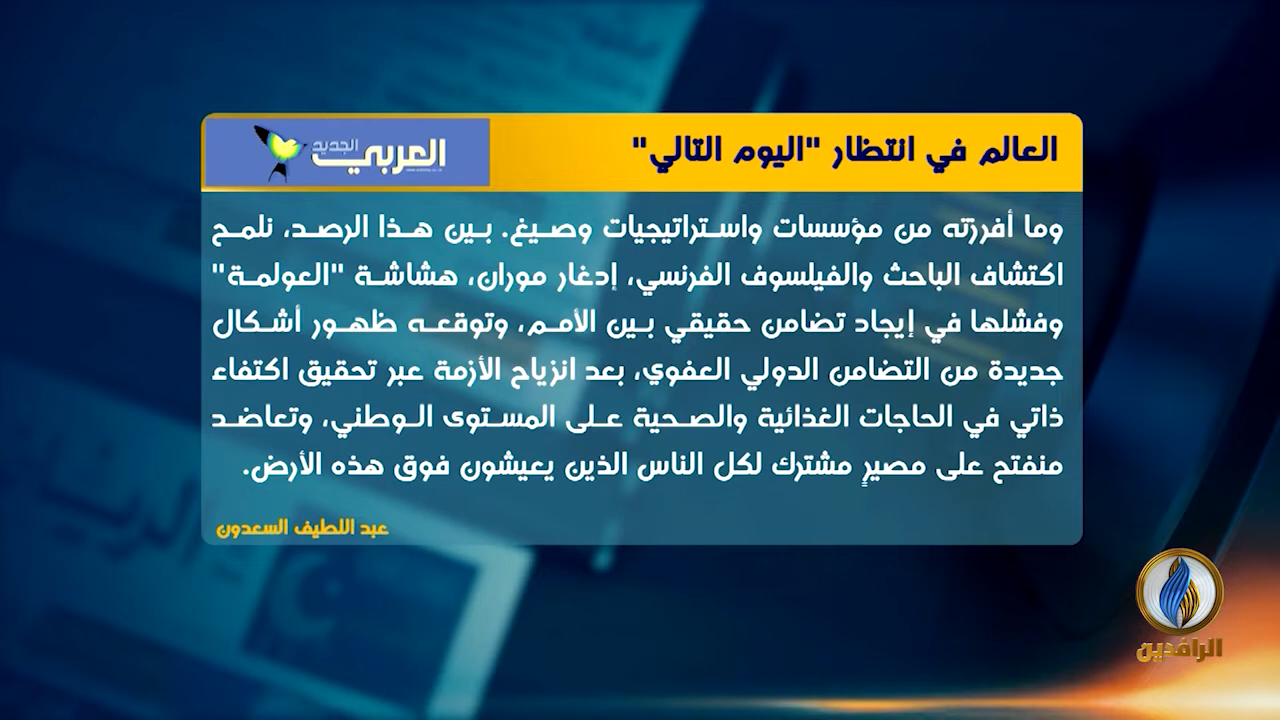 العالم في انتظار "اليوم التالي"
العربي الجديد
وما أفرزته من مؤسسات واستراتيجيات وصيغ. بين هذا الرصد، نلمح
اكتشاف الباحث والفيلسوف الفرنسي، إدغار موران، هشاشة "العولمة"
وفشلها في إيجاد تضامن حقيقي بين الأمم، وتوقعه ظهور أشكال
جديدة من التضامن الدولي العفوي، بعد انزياح الأزمة عبر تحقيق اكتفاء
ذاتي في الحاجات الغذائية والصحية على المستوى الوطني، وتعاضد
منفتح على مصيرٍ مشترك لكل الناس الذين يعيشون فوق هذه الأرض.
عبد اللطيف السعدون
الرافدين